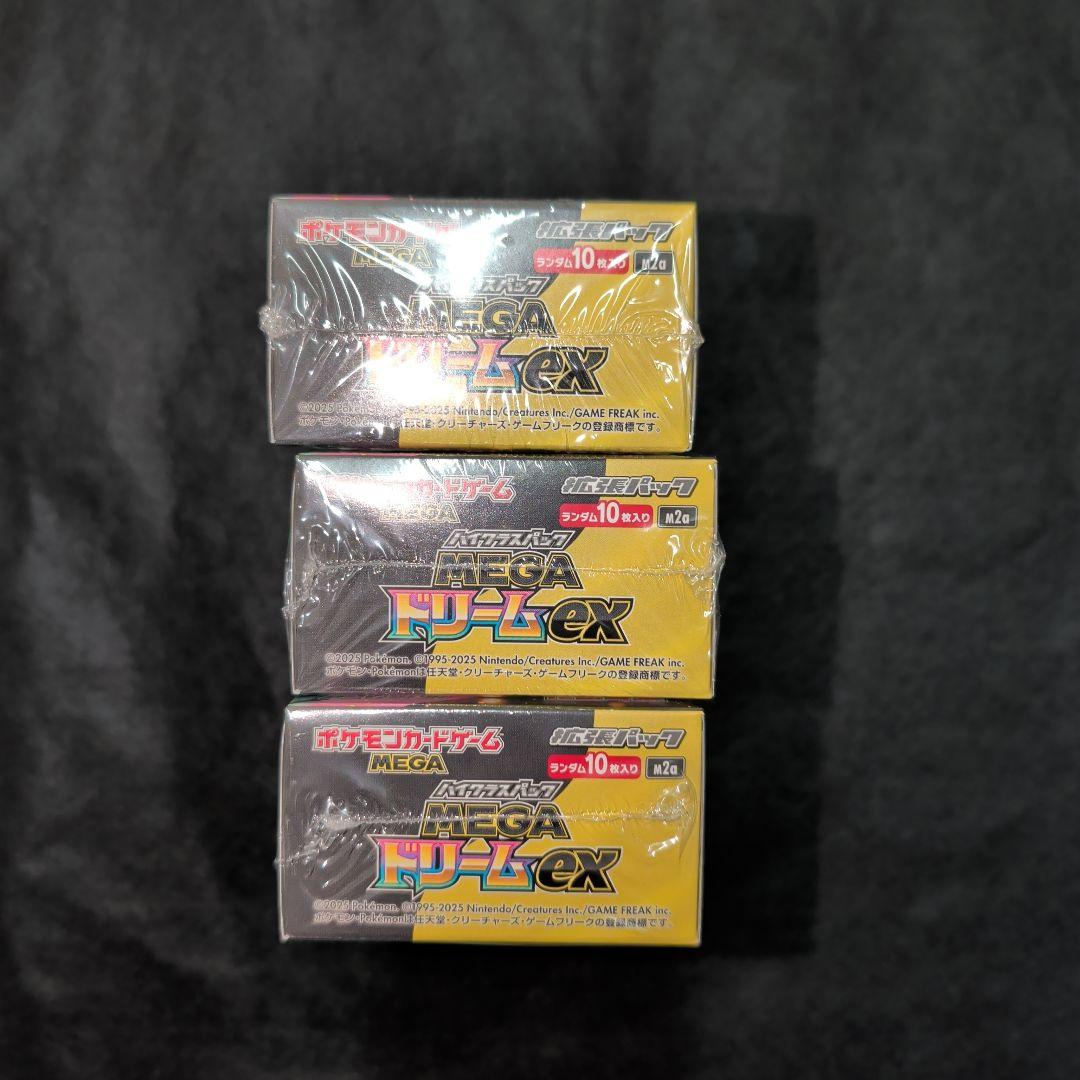 ポケモンカードゲ
MEGA
拡張パック
ランダム10枚入り M2a
ハイクラスパック
MEGA
ドリームex
©2025 Pokémon. ©1995-2025 Nintendo/Creatures Inc./GAME FREAK inc.
ポケモン・Pokémonは任天堂・クリーチャーズ・ゲームフリークの登録商標です。
カードゲーム
MEGA
拡張パック
ランダム10枚入り M2a
ハイクラスパック
MEGA
ドリームex
©2025 Pokémon. ©1995-2025 Nintendo/Creatures Inc./GAME FREAK inc.
ポケモン・Pokémonは任天堂・クリーチャーズ・ゲームフリークの登録商標です。
ポケモンカードゲーム
MEGA
拡張パック
ランダム10枚入り M2a
ハイクラスパック
MEGA
ドリームex
©2025 Pokémon. ©1995-2025 Nintendo/Creatures Inc./GAME FREAK inc.
ポケモン・Pokémonは任天堂・クリーチャーズ・ゲームフリークの登録商標です。